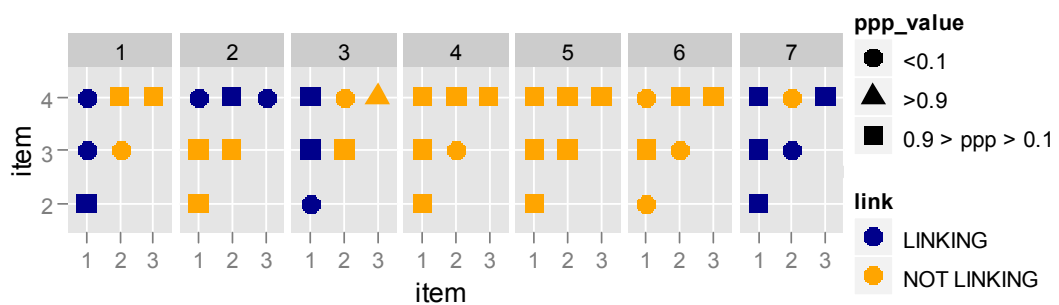 1 2 3 4 5 6 7
item
4
3
2
1 2 3 1 2 3 1 2 3 1 2 3 1 2 3 1 2 3 1 2 3
item
ppp_value
<0.1
>0.9
0.9 > ppp > 0.1
link
LINKING
NOT LINKING